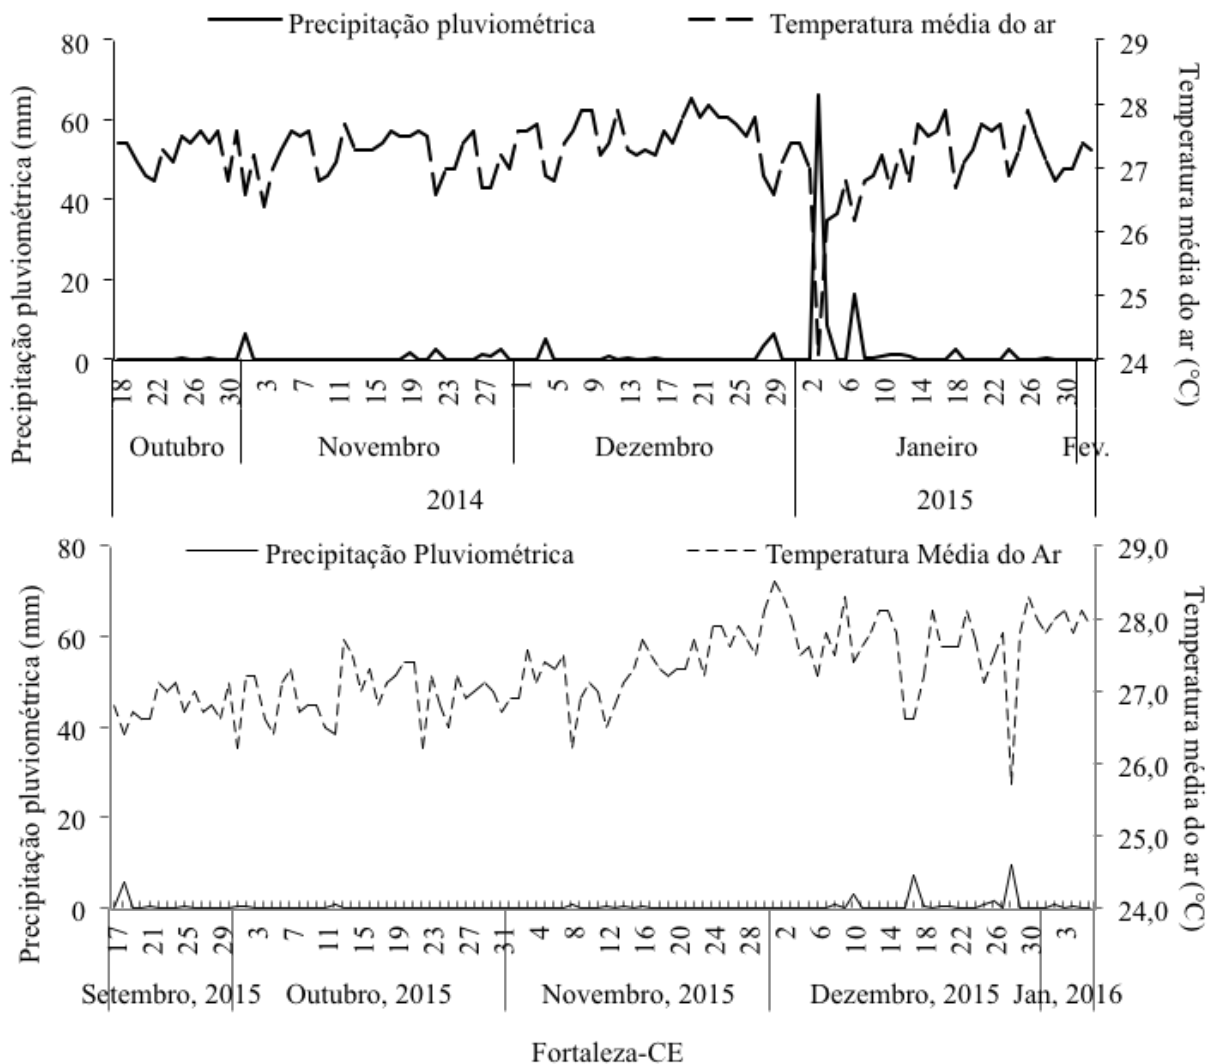 Precipitação pluviométrica Temperatura média do ar
80 29
28
60
27
40
26
20
25
0 24
Precipitação pluviométrica (mm)
Temperatura média do ar (°C)
18 22 26 30 3 7 11 15 19 23 27 1 5 9 13 17 21 25 29 2 6 10 14 18 22 26 30
Outubro Novembro Dezembro Janeiro Fev.
2014 2015
80 29,0
Precipitação Pluviométrica Temperatura Média do Ar
28,0
60
27,0
40
26,0
20
25,0
0 24,0
Precipitação pluviométrica (mm)
Temperatura média do ar (°C)
17 21 25 29 3 7 11 15 19 23 27 31 4 8 12 16 20 24 28 2 6 10 14 18 22 26 30 3
Setembro, 2015 Outubro, 2015 Novembro, 2015 Dezembro, 2015 Jan, 2016
Fortaleza-CE